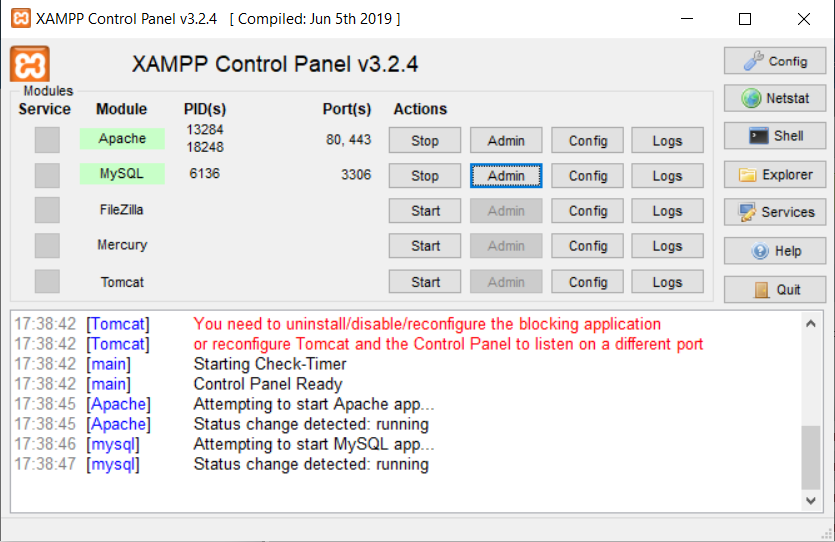 XAMPP Control Panel v3.2.4 [ Compiled: Jun 5th 2019 ]
XAMPP Control Panel v3.2.4
Config
Modules
Service Module PID(s) Port(s) Actions
Netstat
Apache 13284 80, 443 Stop Admin Config Logs
18248
Shell
MySQL 6136 3306 Stop Admin Config Logs
Explorer
FileZilla Start Admin Config Logs
Services
Mercury Start Admin Config Logs
Help
Tomcat Start Admin Config Logs
Quit
17:38:42 [Tomcat] You need to uninstall/disable/reconfigure the blocking application
17:38:42 [Tomcat] or reconfigure Tomcat and the Control Panel to listen on a different port
17:38:42 [main] Starting Check-Timer
17:38:42 [main] Control Panel Ready
17:38:45 [Apache] Attempting to start Apache app...
17:38:45 [Apache] Status change detected: running
17:38:46 [mysql] Attempting to start MySQL app...
17:38:47 [mysql] Status change detected: running